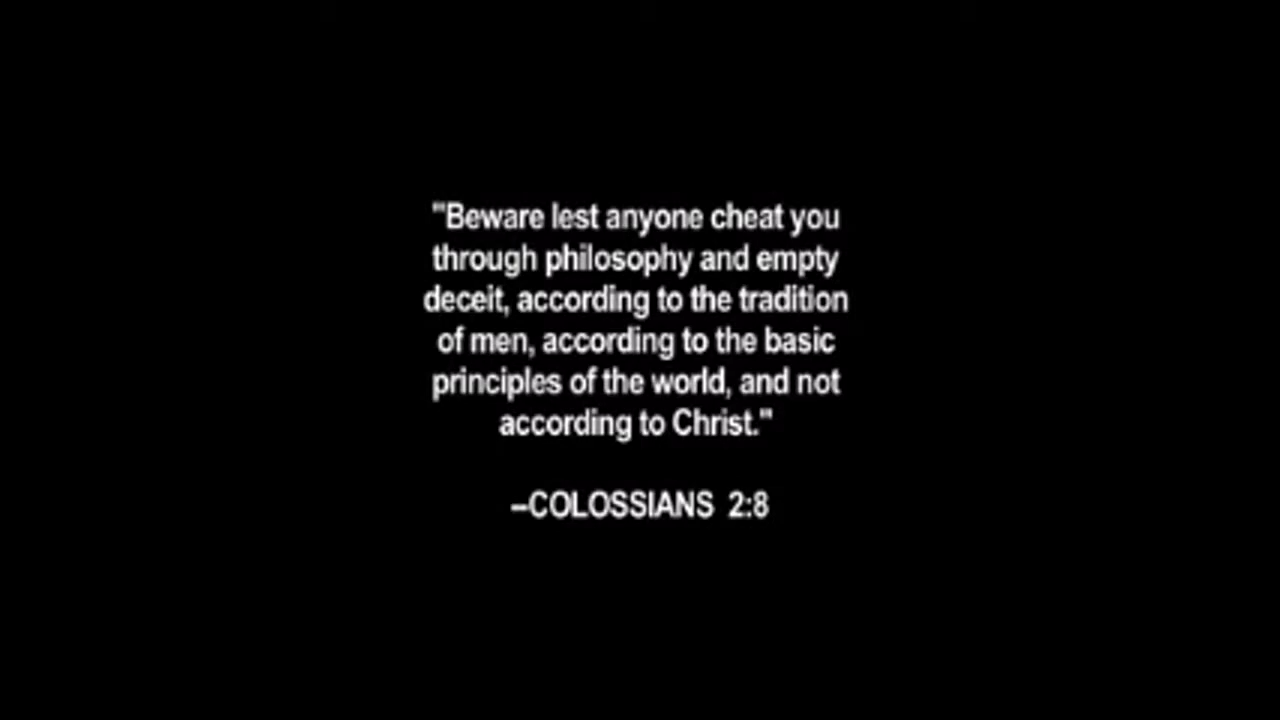 "Beware lest anyone cheat you
through philosophy and empty
deceit, according to the tradition
of men, according to the basic
principles of the world, and not
according to Christ."
–COLOSSIANS 2:8